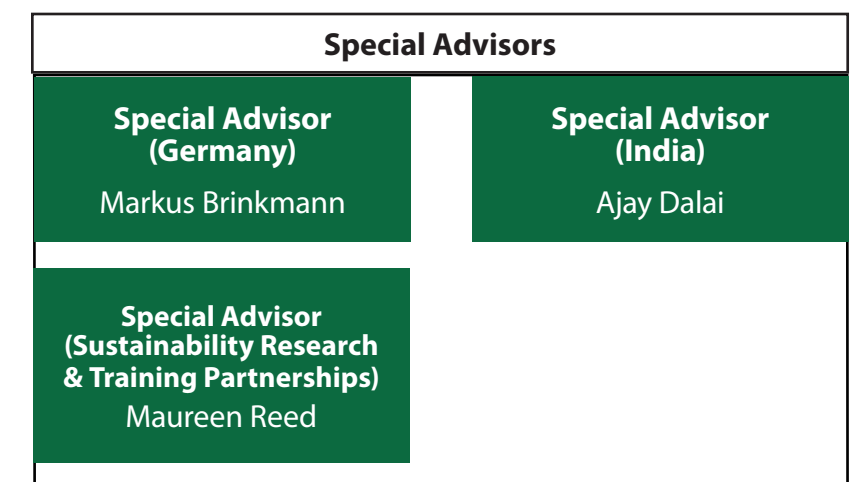 Special Advisors
Special Advisor
(Germany)
Markus Brinkmann
Special Advisor
(India)
Ajay Dalai
Special Advisor
(Sustainability Research
& Training Partnerships)
Maureen Reed